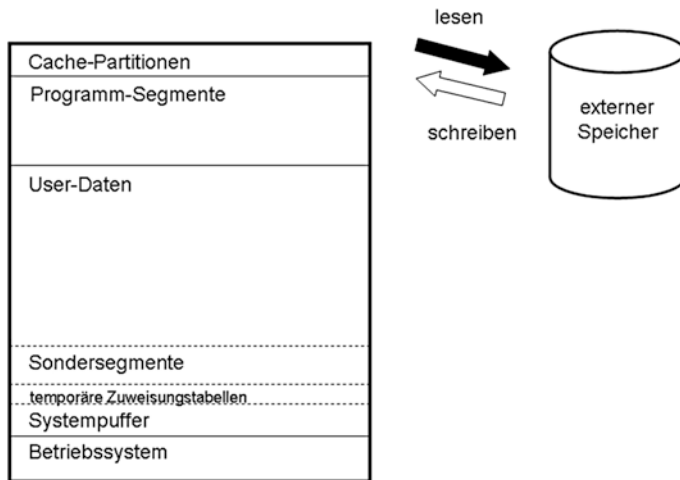 lesen
Cache-Partitionen
Programm-Segmente
externer
Speicher
schreiben
User-Daten
Sondersegmente
temporäre Zuweisungstabellen
Systempuffer
Betriebssystem